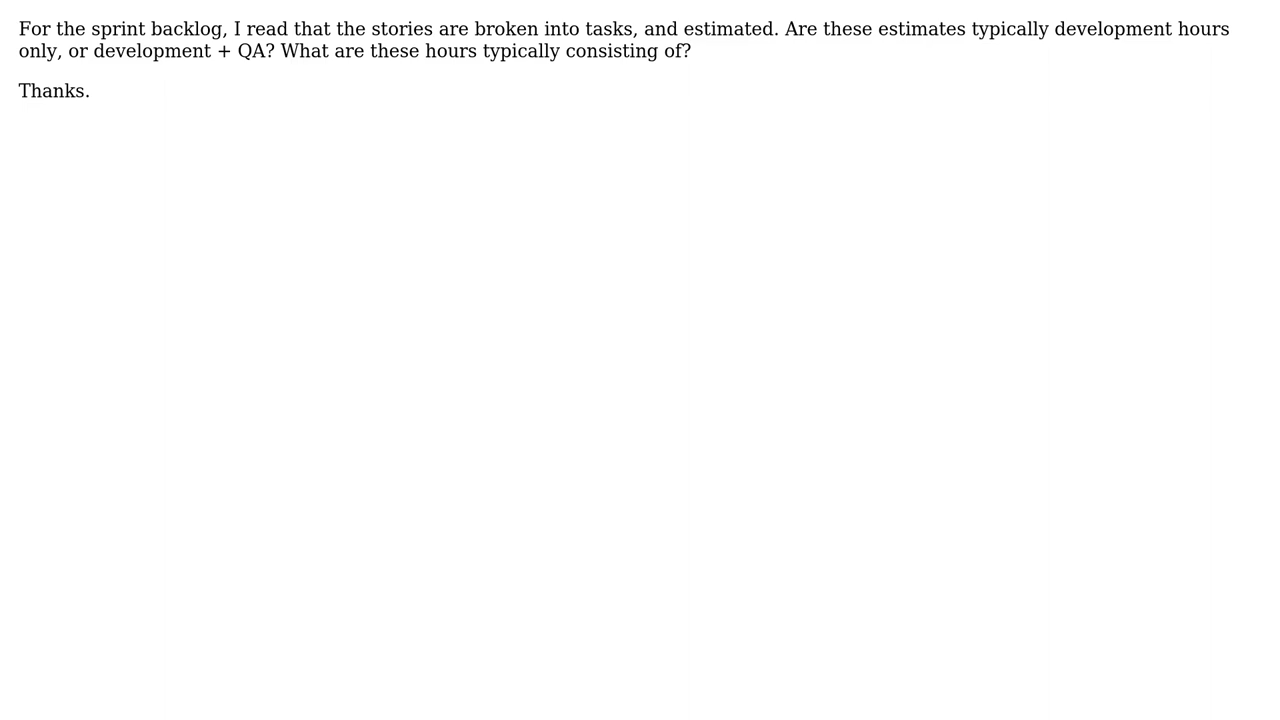 For the sprint backlog, I read that the stories are broken into tasks, and estimated. Are these estimates typically development hours
only, or development + QA? What are these hours typically consisting of?
Thanks.